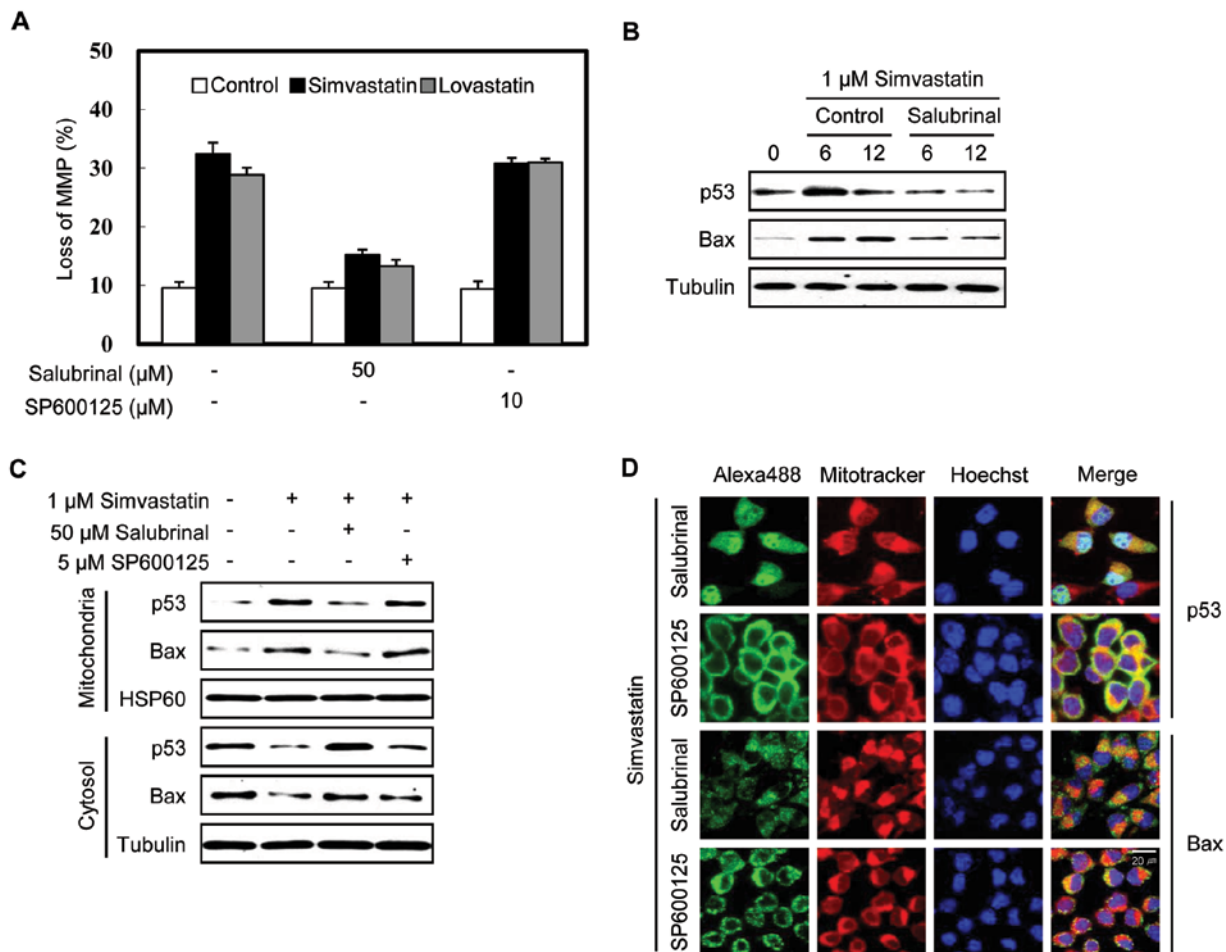 A
50
40
30
20
10
0
Loss of MMP (%)
Control Simvastatin Lovastatin
Salubrinal (μM) - 50 -
SP600125 (μM) - - 10
B
1 μM Simvastatin
Control Salubrinal
0 6 12 6 12
p53
Bax
Tubulin
C
1 μM Simvastatin - + + +
50 μM Salubrinal - - + -
5 μM SP600125 - - - +
Mitochondria
p53
Bax
HSP60
Cytosol
p53
Bax
Tubulin
D
Alexa488 Mitotracker Hoechst Merge
Simvastatin
Salubrinal
SP600125
p53
Salubrinal
SP600125
Bax
20 μm